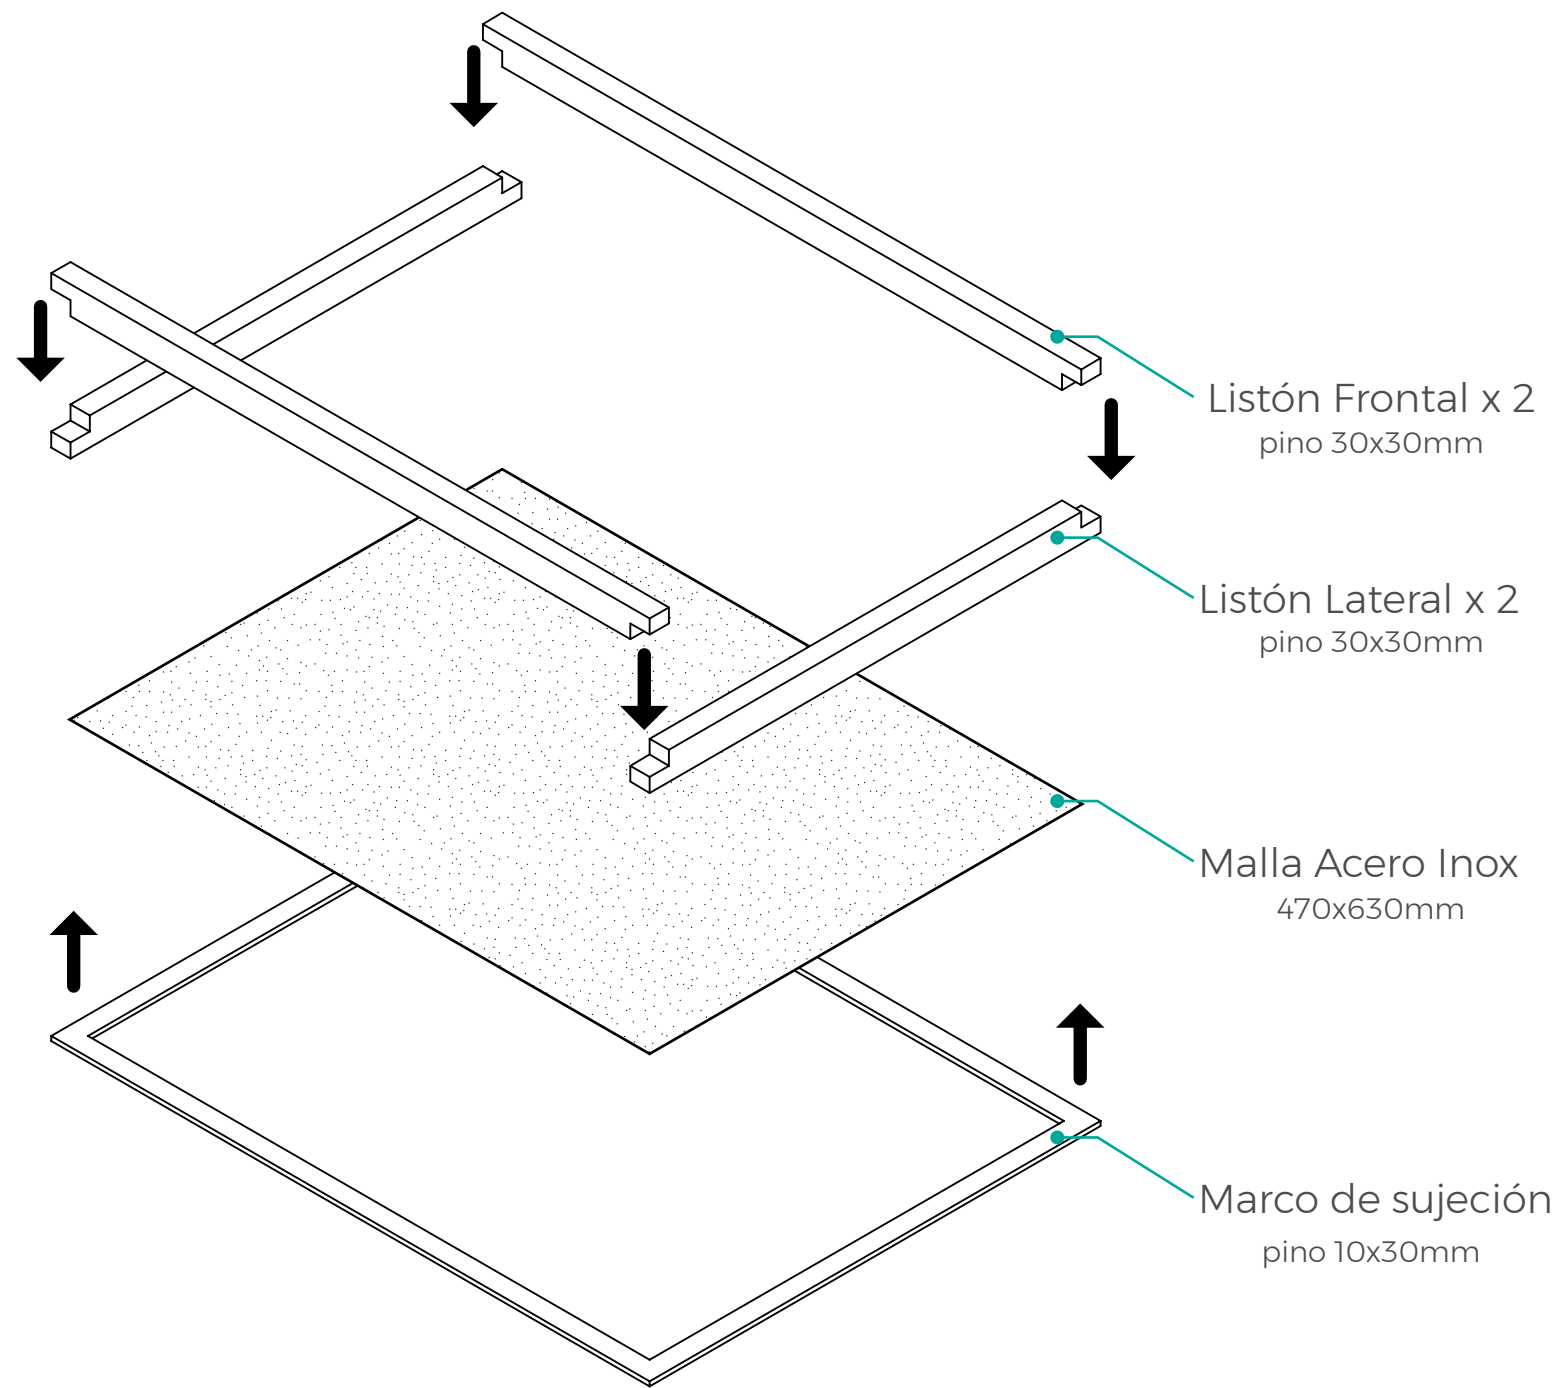 Listón Frontal x 2
pino 30x30mm
Listón Lateral x 2
pino 30x30mm
Malla Acero Inox
470x630mm
Marco de sujeción
pino 10x30mm